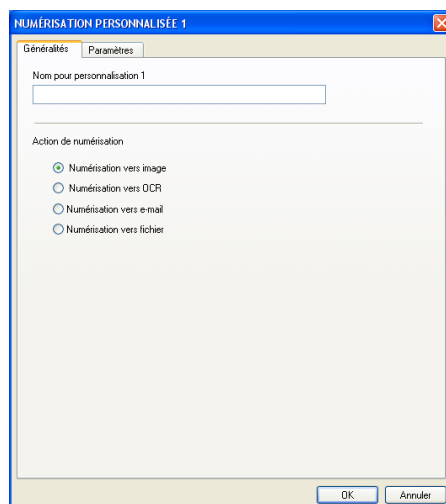 NUMÉRISATION PERSONNALISÉE 1
Généralités
Paramètres
Nom pour personnalisation 1
Action de numérisation
Numérisation vers image
Numérisation vers OCR
Numérisation vers e-mail
Numérisation vers fichier
OK
Annuler